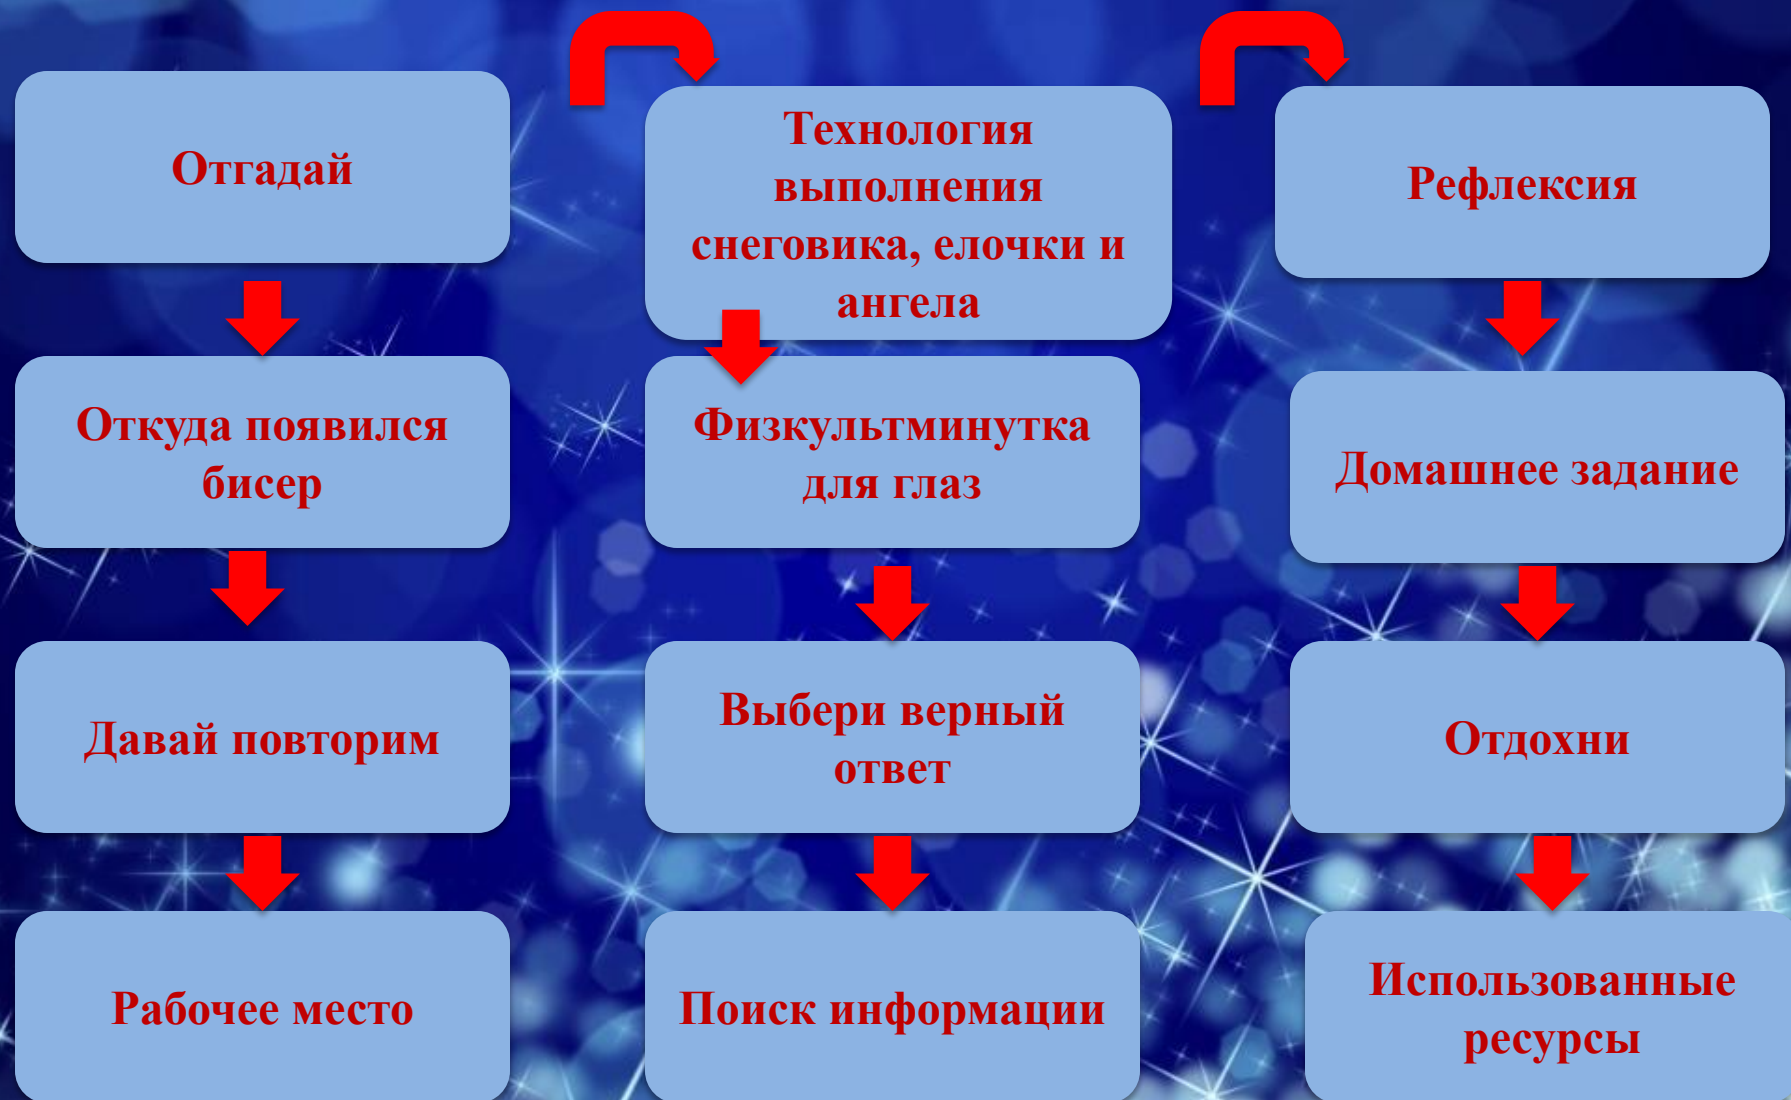 Отгадай
Откуда появился
бисер
Давай повторим
Рабочее место
Технология
выполнения
снеговика, елочки и
ангела
Физкультминутка
для глаз
Выбери верный
ответ
Поиск информации
Рефлексия
Домашнее задание
Отдохни
Использованные
ресурсы